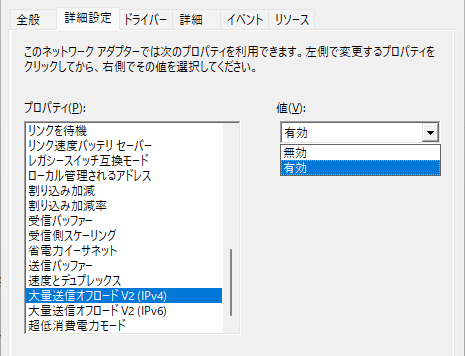 全般
詳細設定
ドライバー
詳細
イベント
リソース
このネットワーク アダプターでは次のプロパティを利用できます。左側で変更するプロパティを
クリックしてから、右側でその値を選択してください。
プロパティ(P):
値(V):
リンクを待機
リンク速度バッテリ セーバー
レガシースイッチ互換モード
ローカル管理されるアドレス
割り込み加減
割り込み加減率
受信バッファー
受信側スケーリング
省電力イーサネット
送信バッファー
速度とデュプレックス
大量送信オフロード V2 (IPv4)
大量送信オフロード V2 (IPv6)
超低消費電力モード
有効
無効
有効